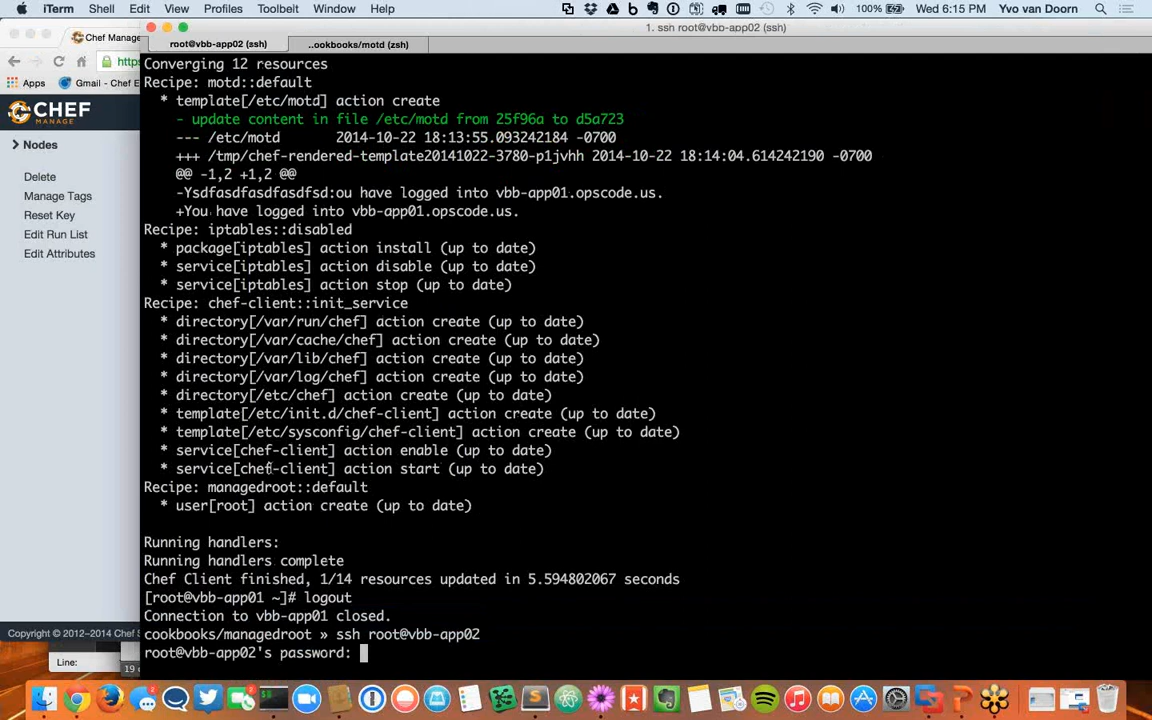 iTerm Shell Edit View Profiles Toolbelt Window Help 100% Wed 6:15 PM Yvo van Doorn
1. ssh root@vbb-app02 (ssh)
Chef Manage
root@vbb-app02 (ssh) ..ookbooks/motd (zsh)
https
Apps Gmail - Chef E
CHEF
MANAGE
Nodes
Delete
Manage Tags
Reset Key
Edit Run List
Edit Attributes
Copyright © 2012–2014 Chef S
Line:
19 c
Converging 12 resources
Recipe: motd::default
* template[/etc/motd] action create
- update content in file /etc/motd from 25f96a to d5a723
--- /etc/motd 2014-10-22 18:13:55.093242184 -0700
+++ /tmp/chef-rendered-template20141022-3780-p1jvhh 2014-10-22 18:14:04.614242190 -0700
@@ -1,2 +1,2 @@
-Ysdfasdfasdfasdfsd:ou have logged into vbb-app01.opscode.us.
+You have logged into vbb-app01.opscode.us.
Recipe: iptables::disabled
* package[iptables] action install (up to date)
* service[iptables] action disable (up to date)
* service[iptables] action stop (up to date)
Recipe: chef-client::init_service
* directory[/var/run/chef] action create (up to date)
* directory[/var/cache/chef] action create (up to date)
* directory[/var/lib/chef] action create (up to date)
* directory[/var/log/chef] action create (up to date)
* directory[/etc/chef] action create (up to date)
* template[/etc/init.d/chef-client] action create (up to date)
* template[/etc/sysconfig/chef-client] action create (up to date)
* service[chef-client] action enable (up to date)
* service[chef-client] action start (up to date)
Recipe: managedroot::default
* user[root] action create (up to date)
Running handlers:
Running handlers complete
Chef Client finished, 1/14 resources updated in 5.594802067 seconds
[root@vbb-app01 ~]# logout
Connection to vbb-app01 closed.
cookbooks/managedroot » ssh root@vbb-app02
root@vbb-app02's password: